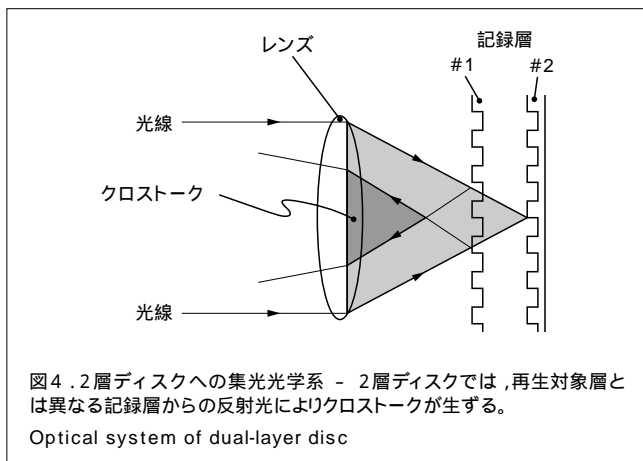 レンズ
記録層
#1
#2
光線
クロストーク
光線
図4．2層ディスクへの集光光学系 － 2層ディスクでは，再生対象層と
は異なる記録層からの反射光によりクロストークが生ずる。
Optical system of dual-layer disc